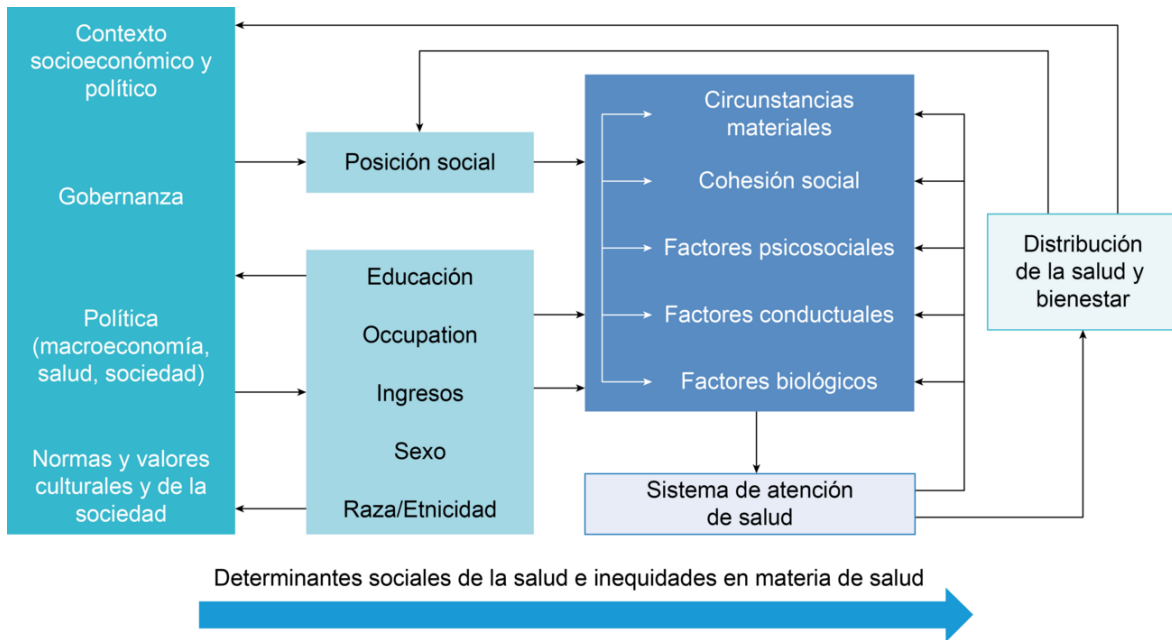 Contexto
socioeconómico y
político
Gobernanza
Política
(macroeconomía,
salud, sociedad)
Normas y valores
culturales y de la
sociedad
Posición social
Educación
Occupation
Ingresos
Sexo
Raza/Etnicidad
Circunstancias
materiales
Cohesión social
Factores psicosociales
Factores conductuales
Factores biológicos
Sistema de atención
de salud
Distribución
de la salud y
bienestar
Determinantes sociales de la salud e inequidades en materia de salud